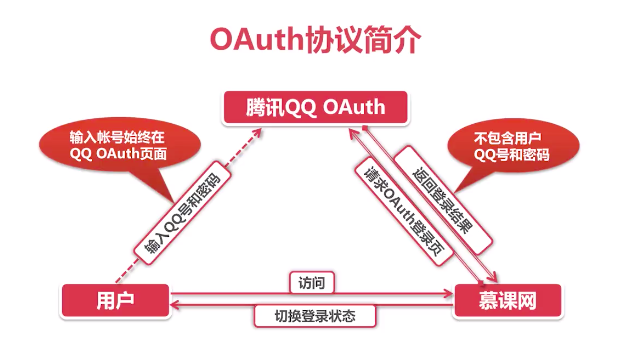 OAuth协议简介
腾讯QQ OAuth
输入帐号始终在
QQ OAuth页面
不包含用户
QQ号和密码
输入QQ号和密码
请求OAuth登录页
返回登录结果
访问
用户
慕课网
切换登录状态